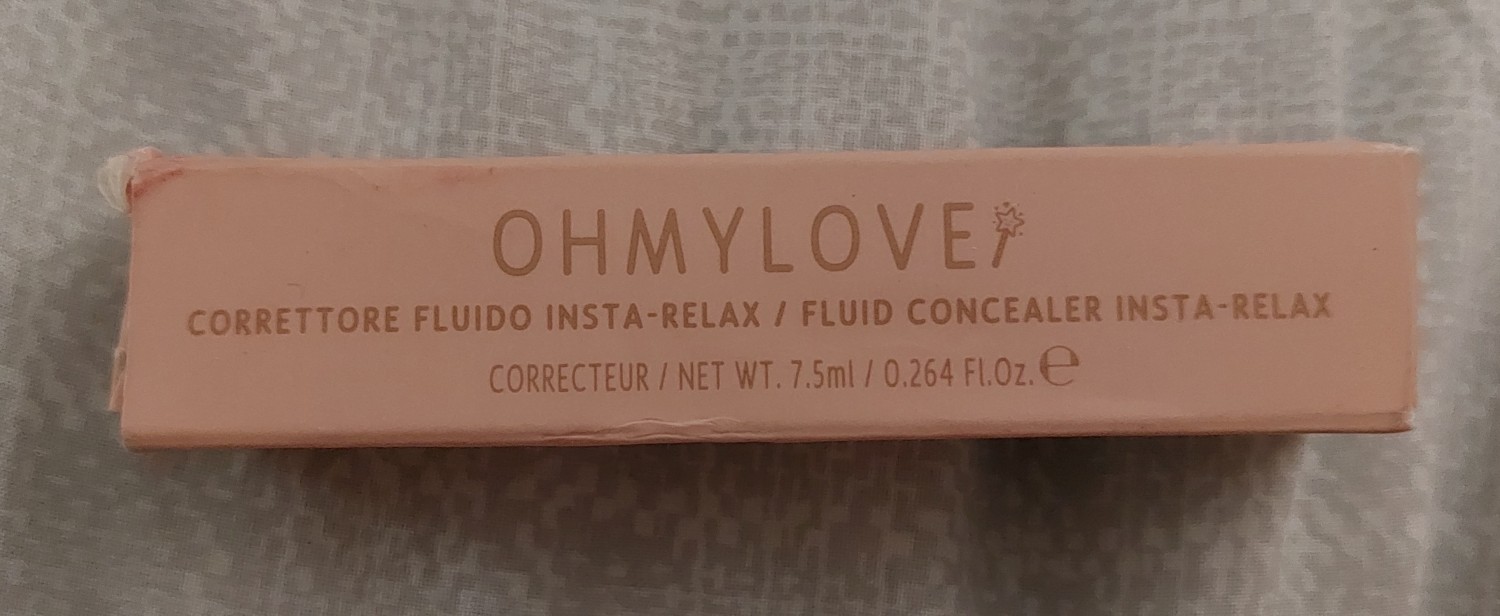 OHMYLOVE
CORRETTORE FLUIDO INSTA-RELAX / FLUID CONCEALER INSTA-RELAX
CORRECTEUR / NET WT. 7.5ml / 0.264 Fl.Oz. ℮